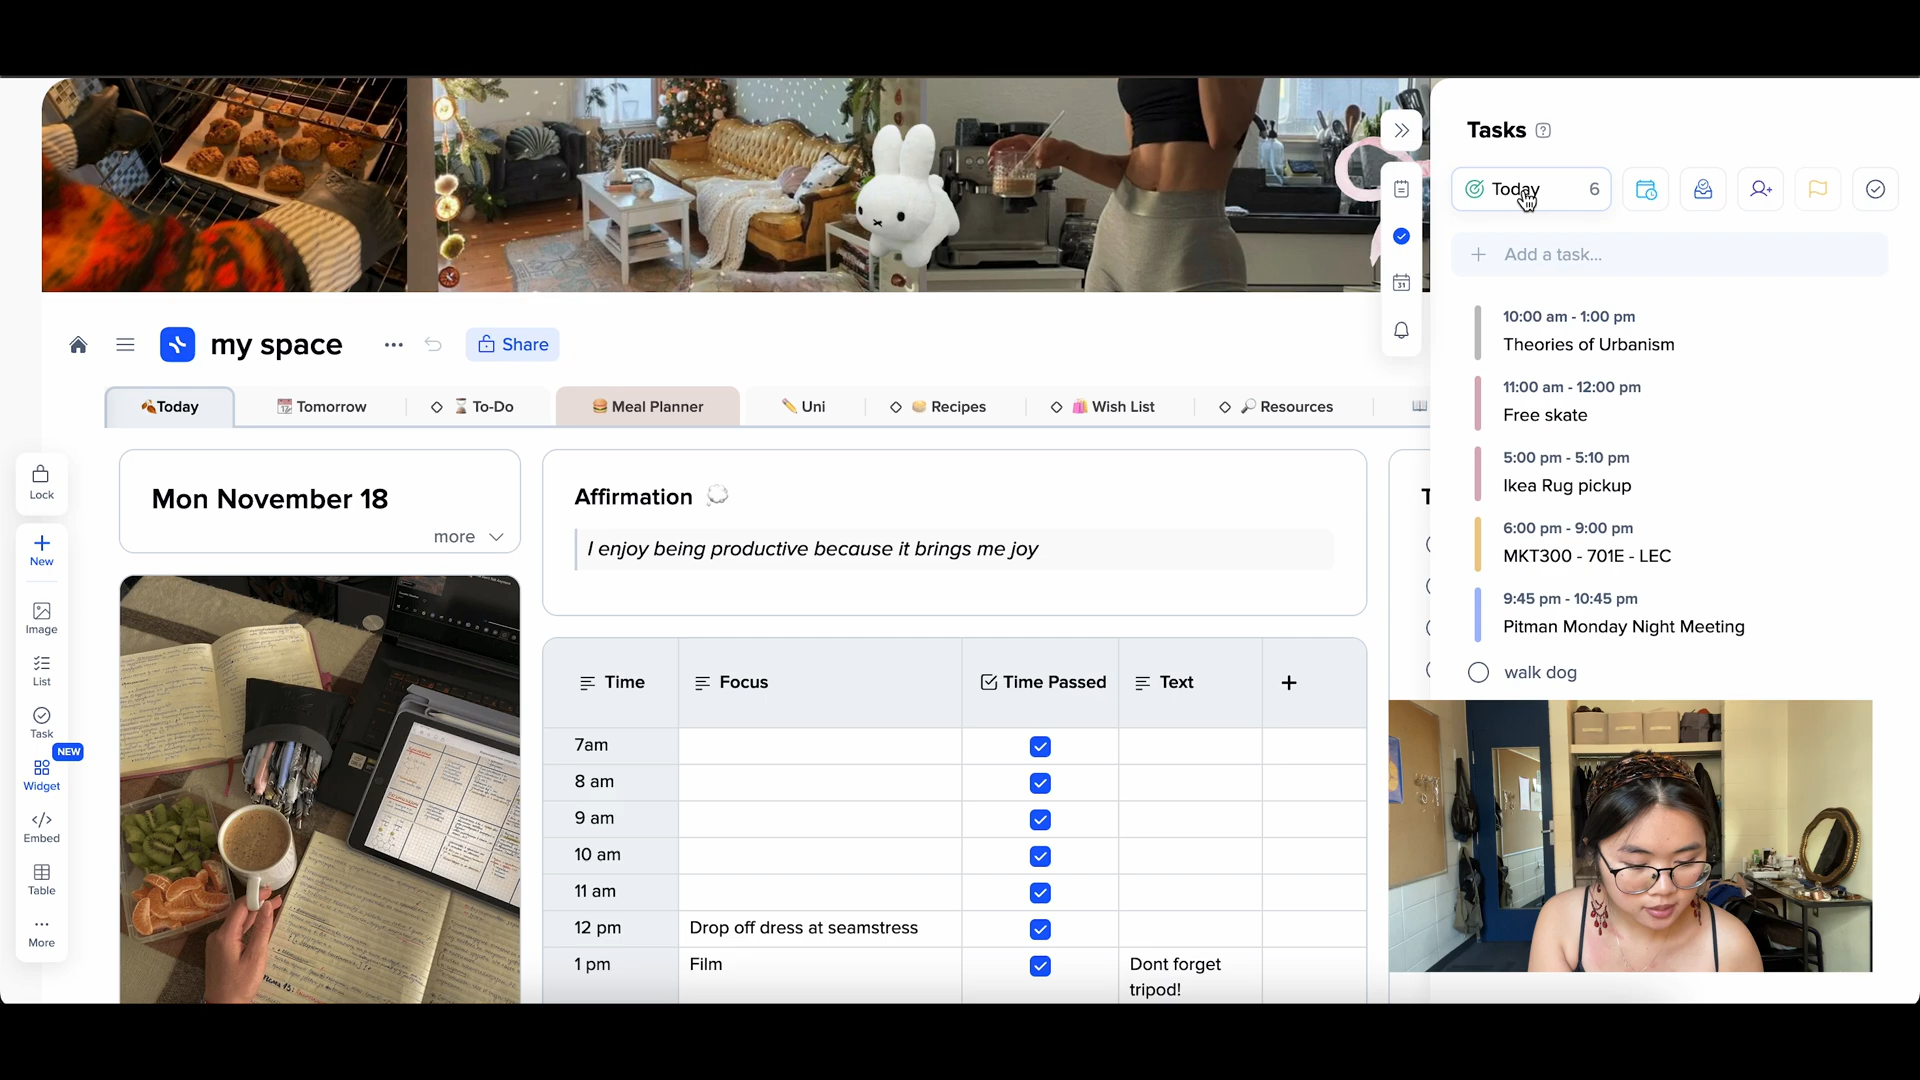 my space
Share
Today
Tomorrow
To-Do
Meal Planner
Uni
Recipes
Wish List
Resources
Lock
New
Image
List
Task
NEW
Widget
Embed
Table
More
Mon November 18
more
Affirmation
I enjoy being productive because it brings me joy
Time Focus Time Passed Text
7am
8 am
9 am
10 am
11 am
12 pm Drop off dress at seamstress
1 pm Film Dont forget
tripod!
31
Tasks ?
Today 6
Add a task...
10:00 am - 1:00 pm
Theories of Urbanism
11:00 am - 12:00 pm
Free skate
5:00 pm - 5:10 pm
Ikea Rug pickup
6:00 pm - 9:00 pm
MKT300 - 701E - LEC
9:45 pm - 10:45 pm
Pitman Monday Night Meeting
walk dog